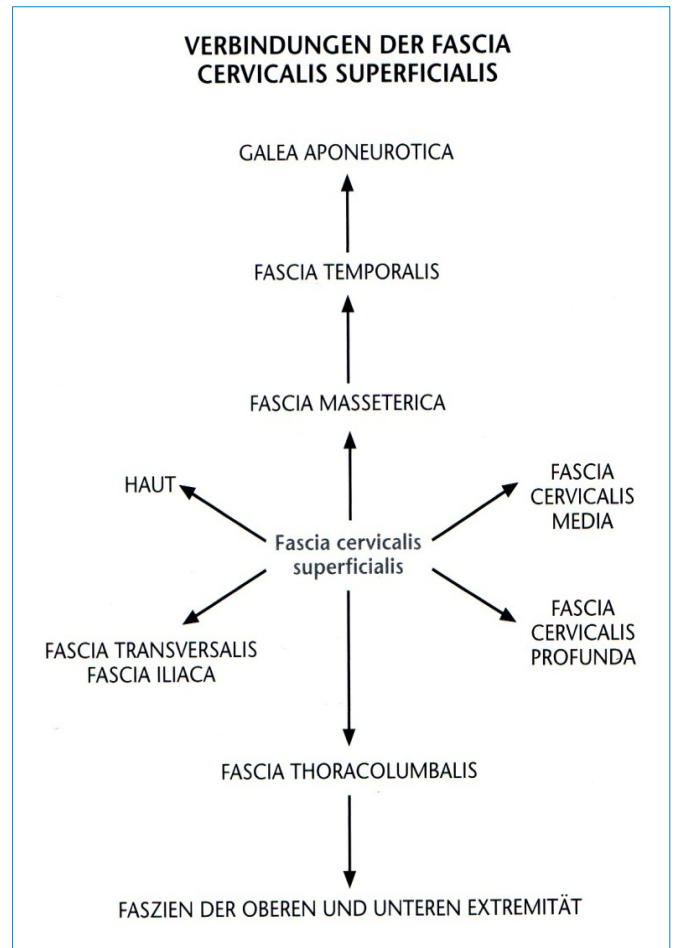 VERBINDUNGEN DER FASCIA
CERVICALIS SUPERFICIALIS
GALEA APONEUROTICA
FASCIA TEMPORALIS
FASCIA MASSETERICA
HAUT
FASCIA
CERVICALIS
MEDIA
Fascia cervicalis
superficialis
FASCIA TRANSVERSALIS
FASCIA ILIACA
FASCIA
CERVICALIS
PROFUNDA
FASCIA THORACOLUMBALIS
FASZIEN DER OBEREN UND UNTEREN EXTREMITÄT